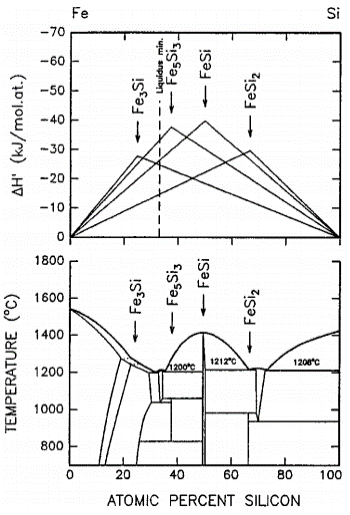 Fe Si
-70
-60
-50
-40
-30
-20
-10
0
ΔH' (kJ/mol.at.)
Fe₃Si
Liquidus min.
Fe₅Si₃
FeSi
FeSi₂
1800
1600
1400
1200
1000
800
TEMPERATURE (°C)
Fe₃Si
Fe₅Si₃
FeSi
FeSi₂
1200°C
1212°C
1208°C
0 20 40 60 80 100
ATOMIC PERCENT SILICON